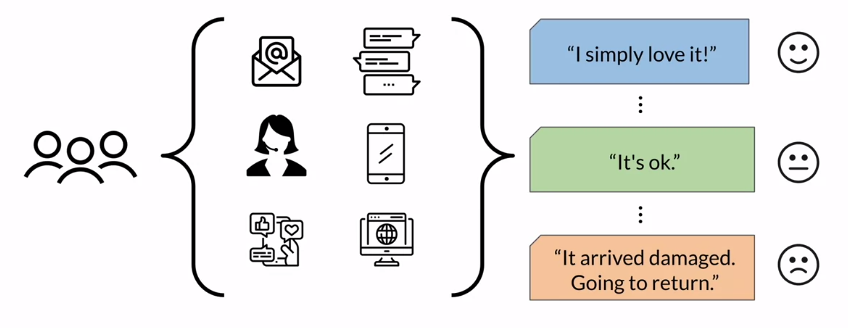 “I simply love it!”
“It's ok.”
“It arrived damaged.
Going to return.”